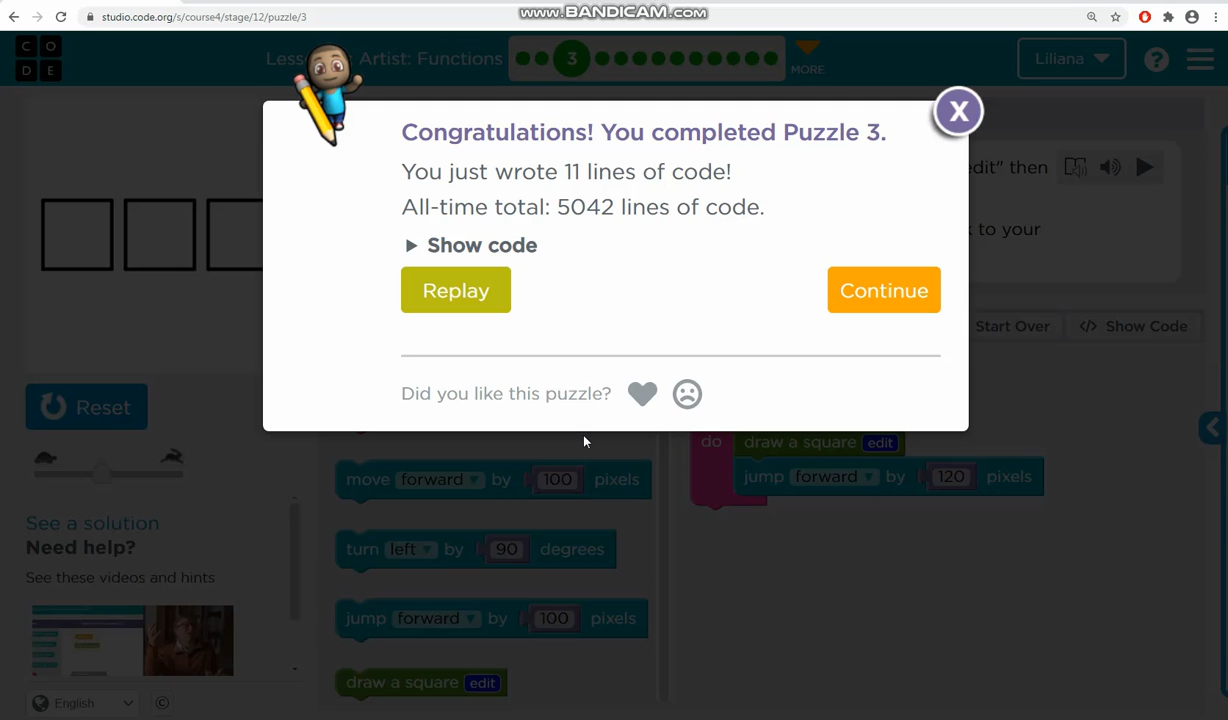 studio.code.org/s/course4/stage/12/puzzle/3
www.BANDICAM.com
C O
D E
Artist: Functions
3
MORE
Liliana
?
Congratulations! You completed Puzzle 3.
X
You just wrote 11 lines of code!
edit" then
All-time total: 5042 lines of code.
to your
Show code
Replay
Continue
Start Over
</> Show Code
Did you like this puzzle?
Reset
do
draw a square edit
move forward by 100 pixels
jump forward by 120 pixels
See a solution
Need help?
turn left by 90 degrees
See these videos and hints
jump forward by 100 pixels
draw a square edit
English
©